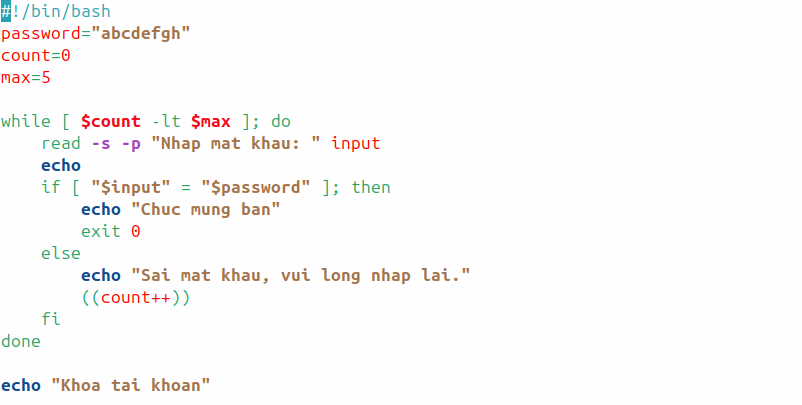 #!/bin/bash
password="abcdefgh"
count=0
max=5

while [ $count -lt $max ]; do
    read -s -p "Nhap mat khau: " input
    echo
    if [ "$input" = "$password" ]; then
        echo "Chuc mung ban"
        exit 0
    else
        echo "Sai mat khau, vui long nhap lai."
        ((count++))
    fi
done

echo "Khoa tai khoan"